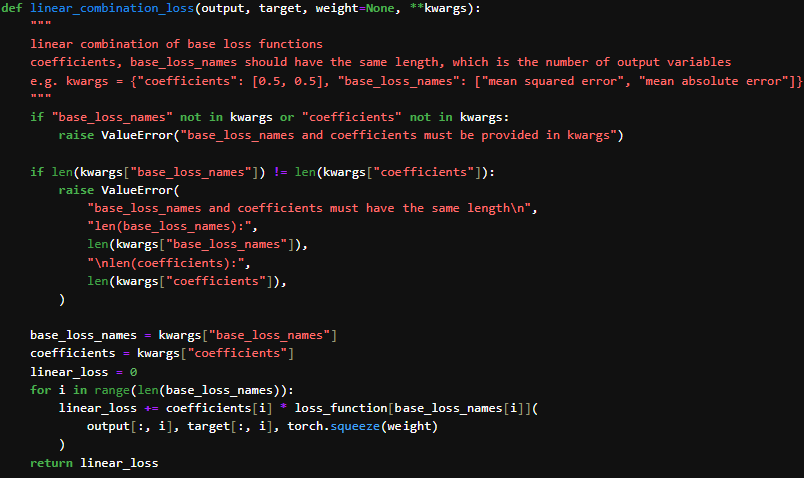 def linear_combination_loss(output, target, weight=None, **kwargs):
    """
    linear combination of base loss functions
    coefficients, base_loss_names should have the same length, which is the number of output variables
    e.g. kwargs = {"coefficients": [0.5, 0.5], "base_loss_names": ["mean squared error", "mean absolute error"]}
    """
    if "base_loss_names" not in kwargs or "coefficients" not in kwargs:
        raise ValueError("base_loss_names and coefficients must be provided in kwargs")

    if len(kwargs["base_loss_names"]) != len(kwargs["coefficients"]):
        raise ValueError(
            "base_loss_names and coefficients must have the same length\n",
            "len(base_loss_names):",
            len(kwargs["base_loss_names"]),
            "\nlen(coefficients):",
            len(kwargs["coefficients"]),
        )

    base_loss_names = kwargs["base_loss_names"]
    coefficients = kwargs["coefficients"]
    linear_loss = 0
    for i in range(len(base_loss_names)):
        linear_loss += coefficients[i] * loss_function[base_loss_names[i]](
            output[:, i], target[:, i], torch.squeeze(weight)
        )
    return linear_loss